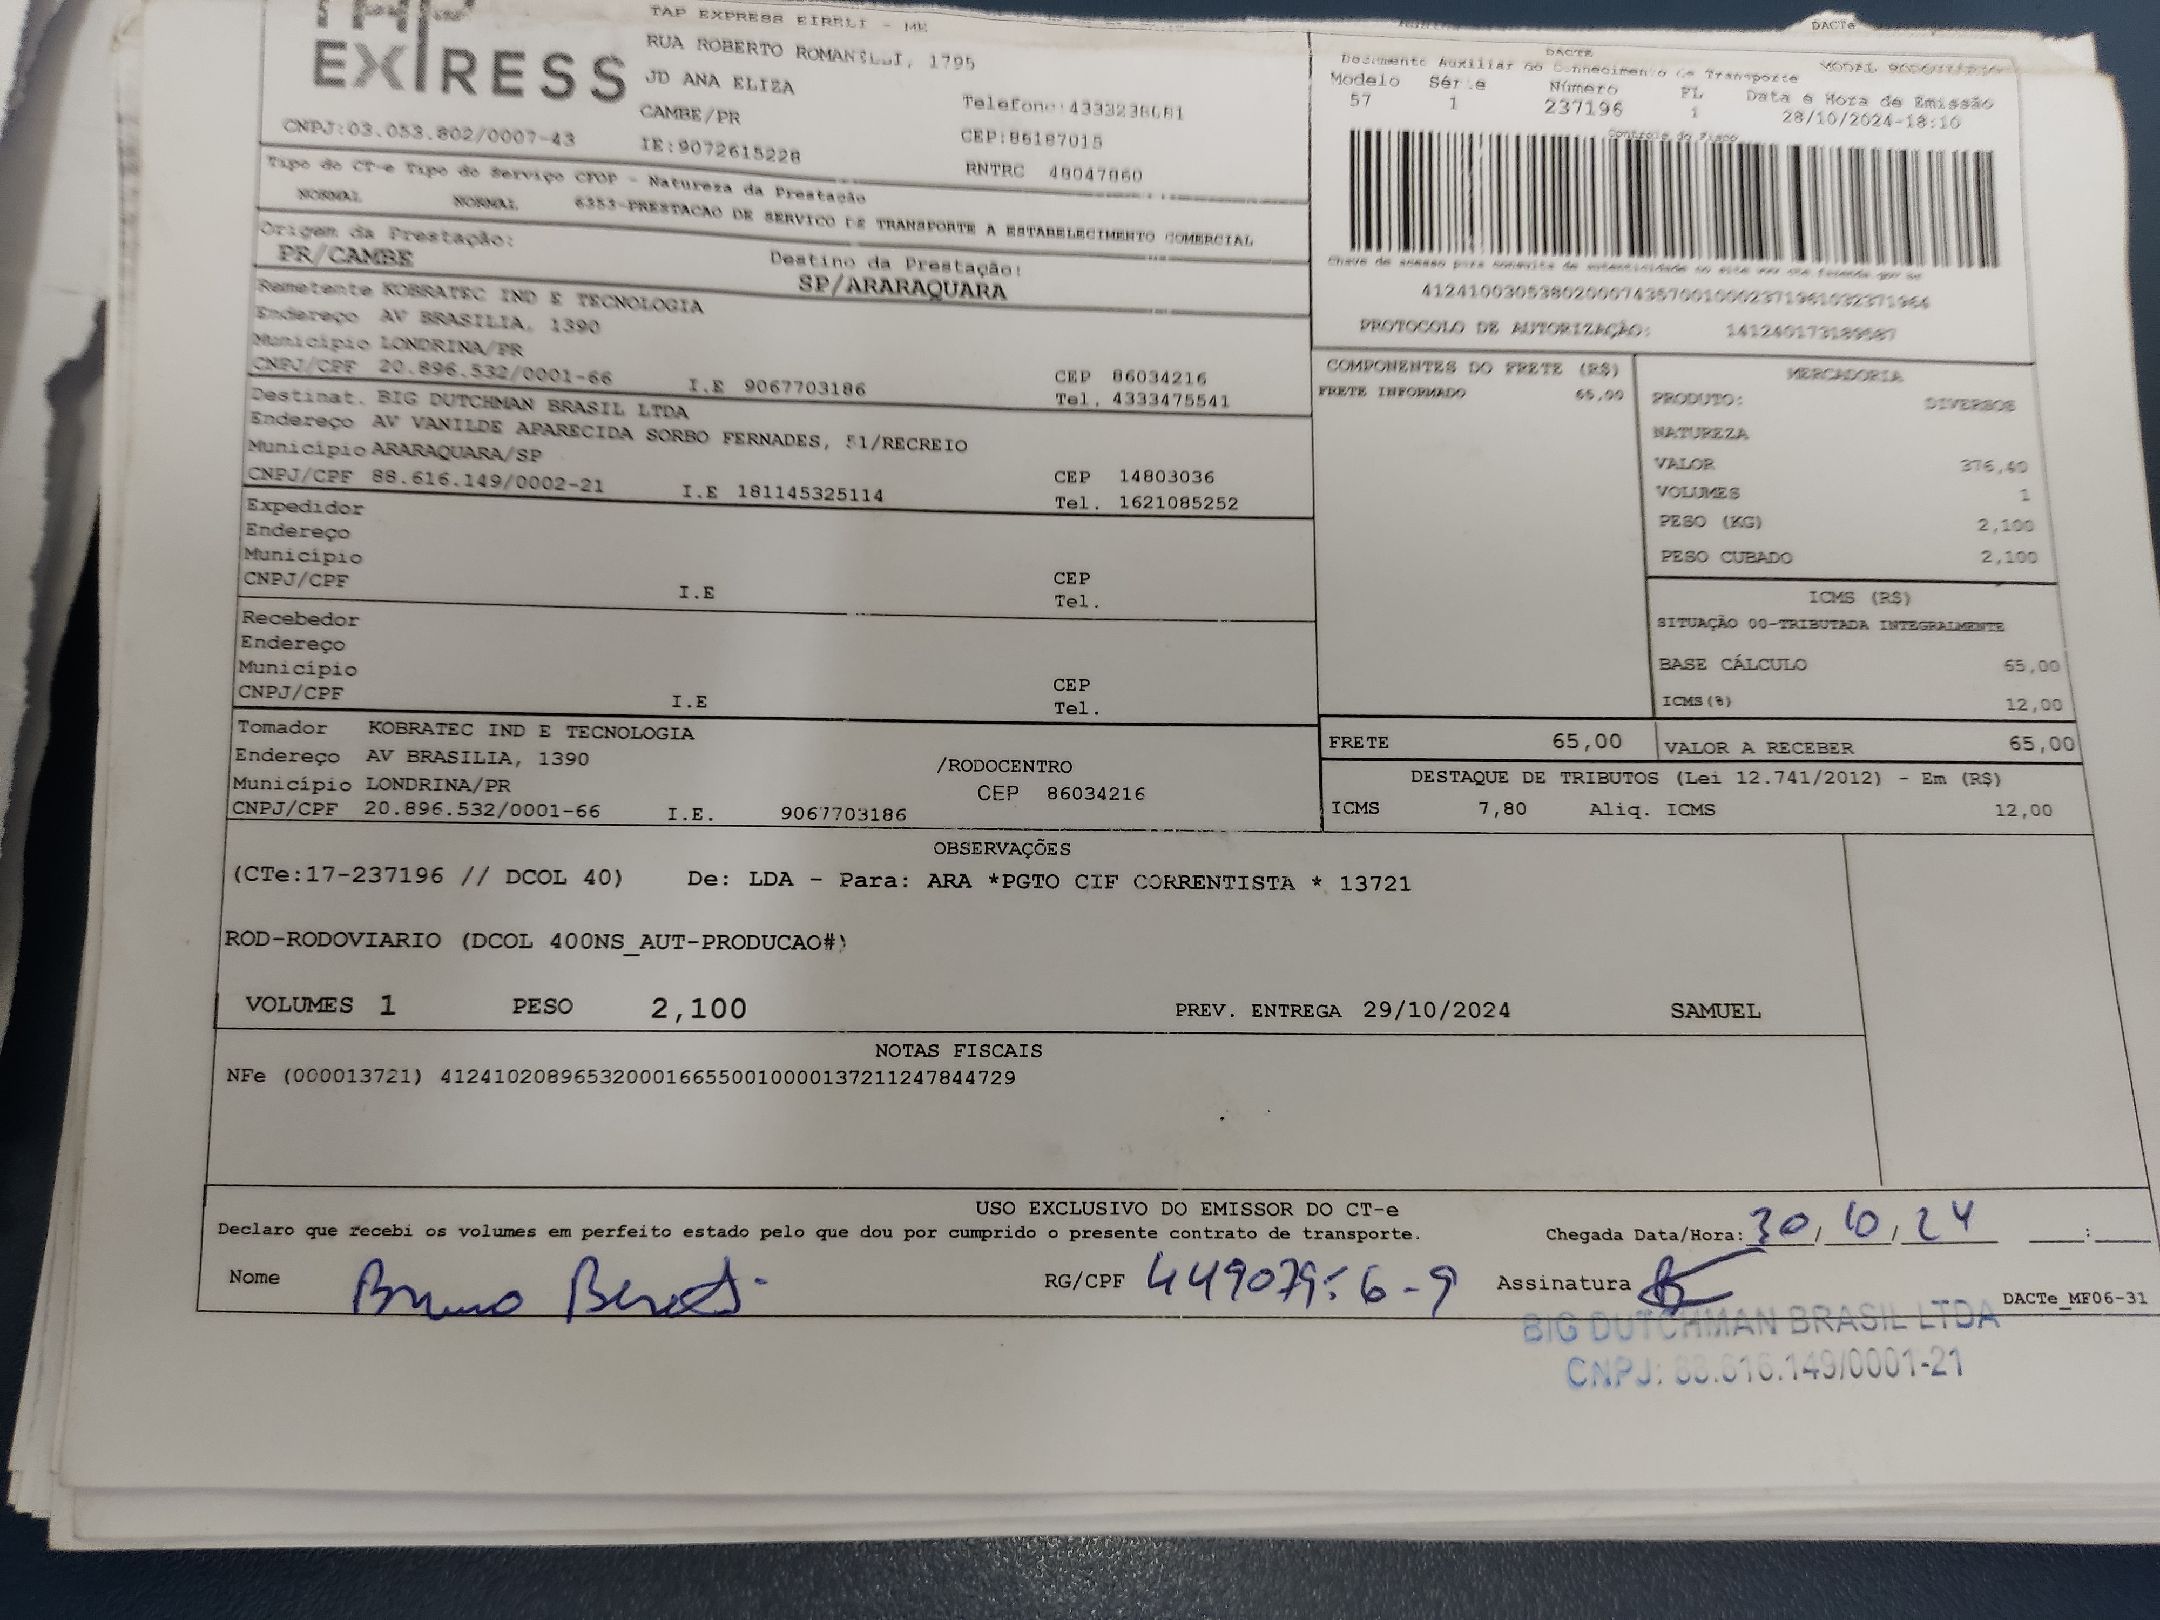 DACTe
TAP EXPRESS EIRELI - ME
EXPRESS
RUA ROBERTO ROMANELLI, 1795
JD ANA ELIZA
CAMBE/PR
CNPJ:03.053.802/0007-43
IE:9072615228
CEP:86187015
RNTRC 48047860
DACTE
Documento Auxiliar do Conhecimento de Transporte
Modelo Série Número FL Data e Hora de Emissão
57 1 237196 1 28/10/2024-18:10
Controle do Fisco
Tipo do CT-e Tipo do Serviço CFOP - Natureza da Prestação
NORMAL NORMAL 6353-PRESTACAO DE SERVICO DE TRANSPORTE A ESTABELECIMENTO COMERCIAL
Origem da Prestação:
PR/CAMBE
Destino da Prestação:
SP/ARARAQUARA
PROTOCOLO DE AUTORIZAÇÃO:
Remetente KOBRATEC IND E TECNOLOGIA
Endereço AV BRASILIA, 1390
Município LONDRINA/PR
CNPJ/CPF 20.896.532/0001-66 I.E 9067703186
CEP 86034216
Tel. 4333475541
Destinat. BIG DUTCHMAN BRASIL LTDA
Endereço AV VANILDE APARECIDA SORBO FERNADES, 51/RECREIO
Município ARARAQUARA/SP
CNPJ/CPF 88.616.149/0002-21 I.E 181145325114
CEP 14803036
Tel. 1621085252
Expedidor
Endereço
Município
CNPJ/CPF I.E CEP
Tel.
Recebedor
Endereço
Município
CNPJ/CPF I.E CEP
Tel.
Tomador KOBRATEC IND E TECNOLOGIA
Endereço AV BRASILIA, 1390 /RODOCENTRO
Município LONDRINA/PR CEP 86034216
CNPJ/CPF 20.896.532/0001-66 I.E. 9067703186
COMPONENTES DO FRETE (R$)
FRETE INFORMADO 65,00
MERCADORIA
PRODUTO: DIVERSOS
NATUREZA
VALOR 376,40
VOLUMES 1
PESO (KG) 2,100
PESO CUBADO 2,100
ICMS (R$)
SITUAÇÃO 00-TRIBUTADA INTEGRALMENTE
BASE CÁLCULO 65,00
ICMS(%) 12,00
FRETE 65,00 VALOR A RECEBER 65,00
DESTAQUE DE TRIBUTOS (Lei 12.741/2012) - Em (R$)
ICMS 7,80 Aliq. ICMS 12,00
OBSERVAÇÕES
(CTe:17-237196 // DCOL 40) De: LDA - Para: ARA *PGTO CIF CORRENTISTA * 13721
ROD-RODOVIARIO (DCOL 400NS_AUT-PRODUCAO#)
VOLUMES 1 PESO 2,100 PREV. ENTREGA 29/10/2024 SAMUEL
NOTAS FISCAIS
NFe (000013721) 41241020896532000166550010000137211247844729
USO EXCLUSIVO DO EMISSOR DO CT-e
Declaro que recebi os volumes em perfeito estado pelo que dou por cumprido o presente contrato de transporte.
Chegada Data/Hora: 30/10/24 :
Nome Bruno
RG/CPF
Assinatura
DACTe_MF06-31
BIG DUTCHMAN BRASIL LTDA
CNPJ: 88.616.149/0001-21